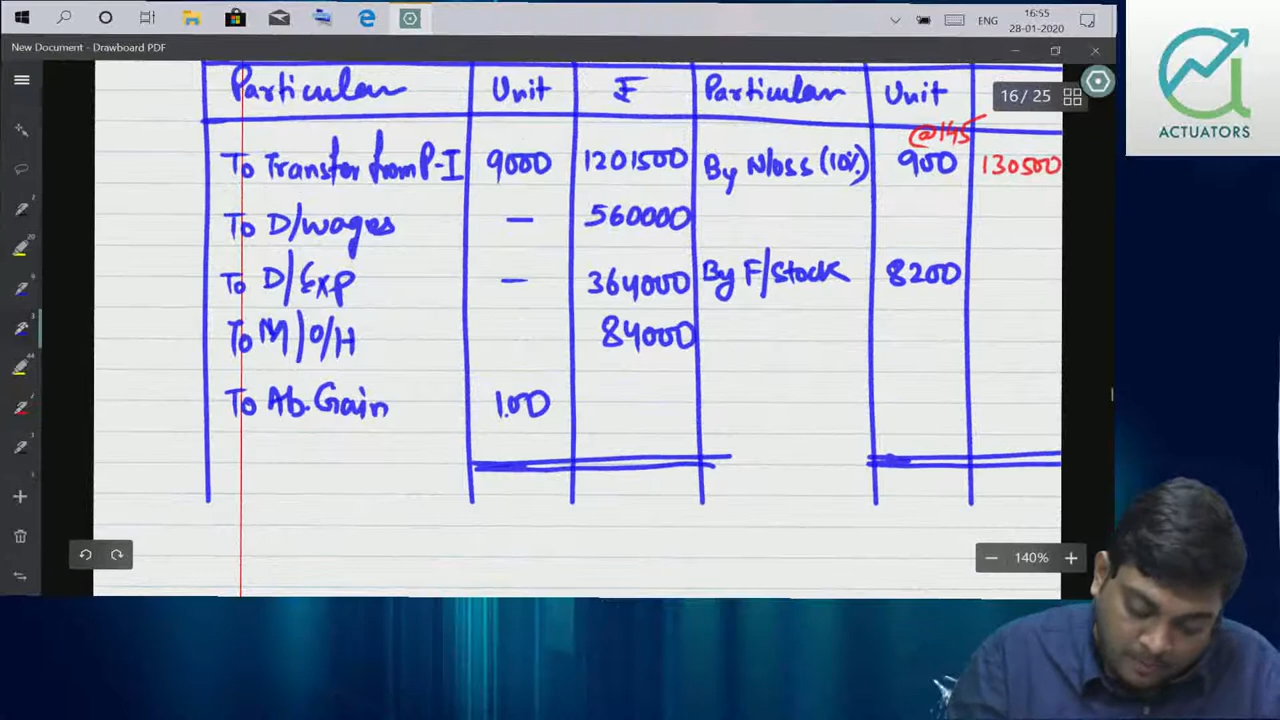 16:55
ENG
28-01-2020
New Document - Drawboard PDF
ACTUATORS
16 / 25
Particular Unit ₹ Particular Unit
@145
To Transfer from P-I 9000 1201500 By N/loss (10%) 900 130500
To D/wages — 560000
To D/Exp — 364000 By F/Stock 8200
To M/O/H 84000
To Ab. Gain 100
140%